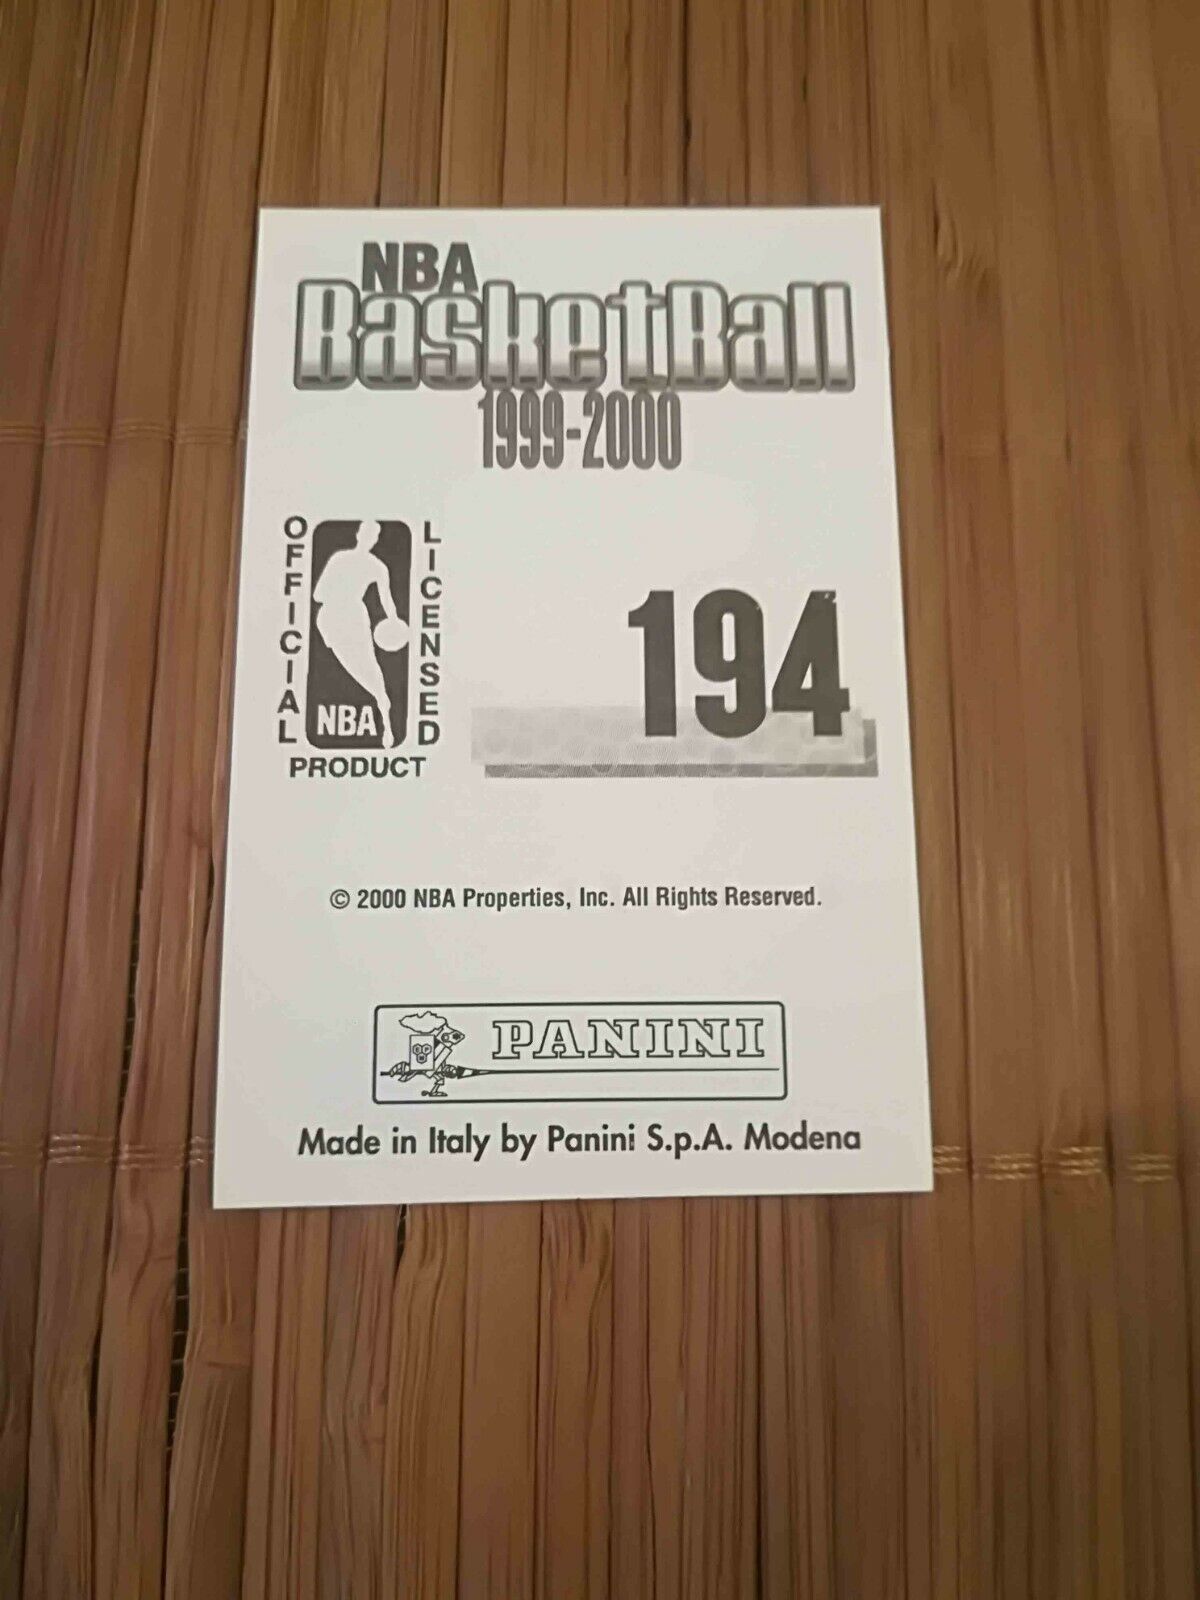 NBA
BasketBall
1999-2000
OFFICIAL
LICENSED
NBA
PRODUCT
194
© 2000 NBA Properties, Inc. All Rights Reserved.
PANINI
Made in Italy by Panini S.p.A. Modena